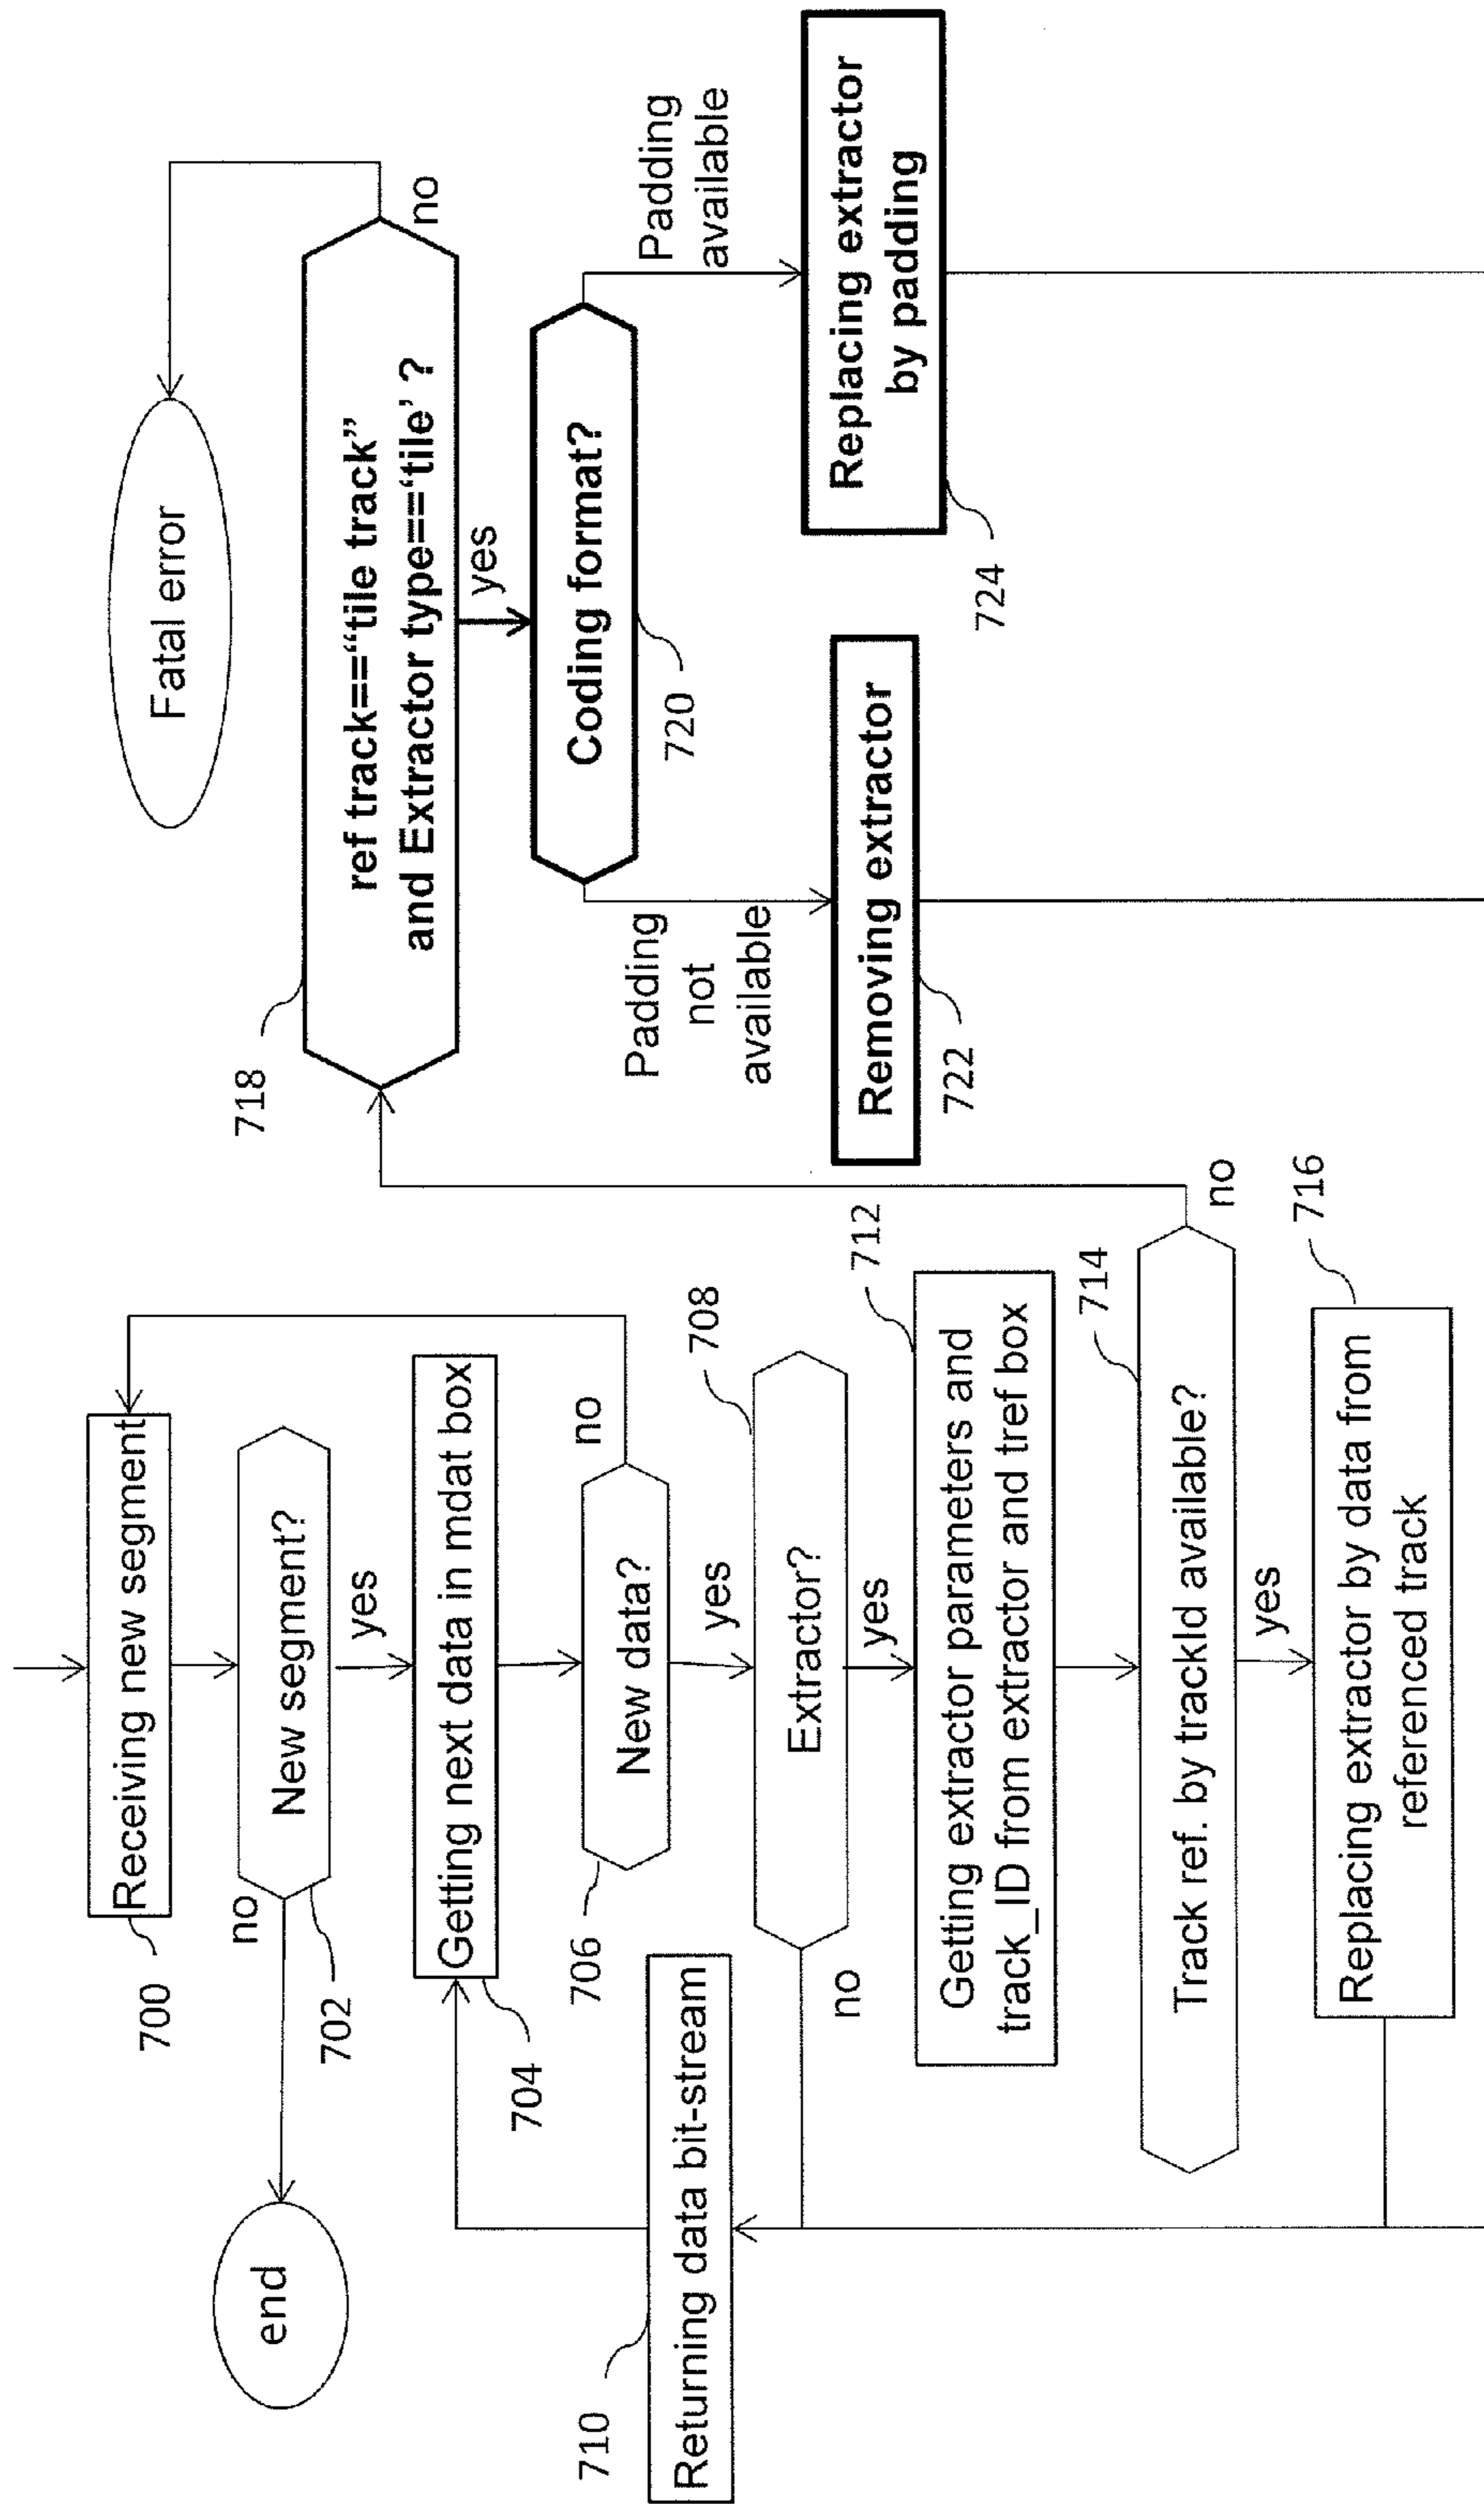 700
Receiving new segment
New segment?
no
702
end
yes
704
Getting next data in mdat box
706
New data?
no
yes
708
Extractor?
no
710
Returning data bit-stream
yes
712
Getting extractor parameters and
track_ID from extractor and tref box
714
Track ref. by trackId available?
no
yes
716
Replacing extractor by data from
referenced track
Fatal error
718
ref track==“tile track”
and Extractor type==‘tile’ ?
no
yes
Coding format?
720
Padding
not
available
Padding
available
Removing extractor
722
Replacing extractor
by padding
724